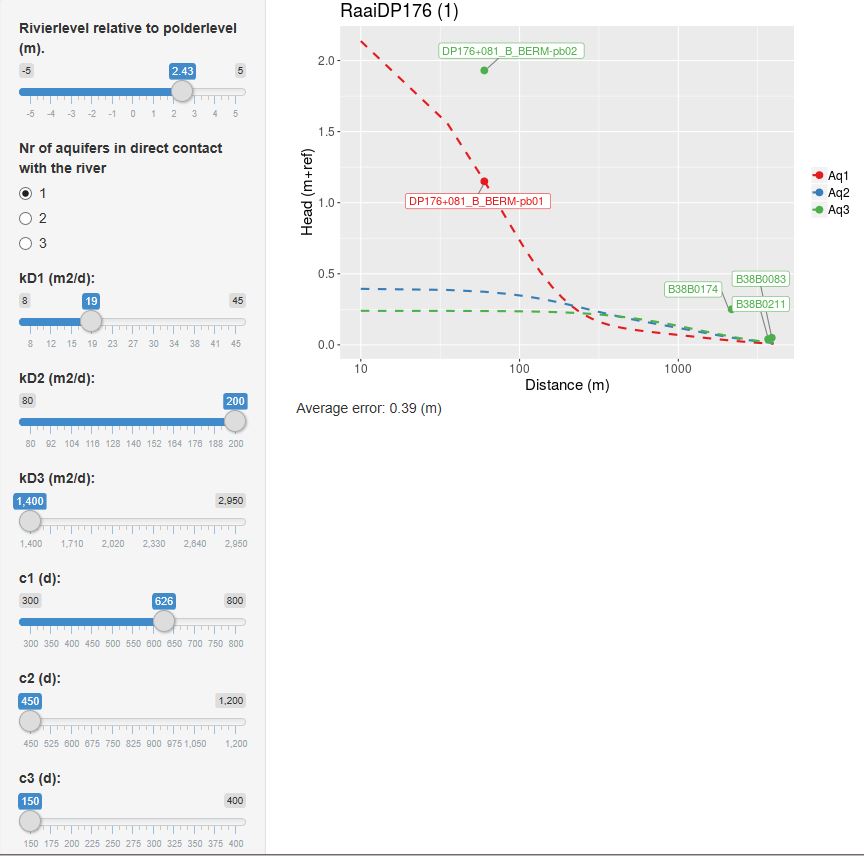 Rivierlevel relative to polderlevel
(m).
-5 2.43 5
-5 -4 -3 -2 -1 0 1 2 3 4 5
Nr of aquifers in direct contact
with the river
1
2
3
kD1 (m2/d):
8 19 45
8 12 15 19 23 27 30 34 38 41 45
kD2 (m2/d):
80 200
80 92 104 116 128 140 152 164 176 188 200
kD3 (m2/d):
1,400 2,950
1,400 1,710 2,020 2,330 2,640 2,950
c1 (d):
300 626 800
300 350 400 450 500 550 600 650 700 750 800
c2 (d):
450 1,200
450 525 600 675 750 825 900 975 1,050 1,200
c3 (d):
150 400
150 175 200 225 250 275 300 325 350 375 400
RaaiDP176 (1)
Head (m+ref)
2.0
1.5
1.0
0.5
0.0
DP176+081_B_BERM-pb02
DP176+081_B_BERM-pb01
B38B0083
B38B0174
B38B0211
10 100 1000
Distance (m)
Aq1
Aq2
Aq3
Average error: 0.39 (m)